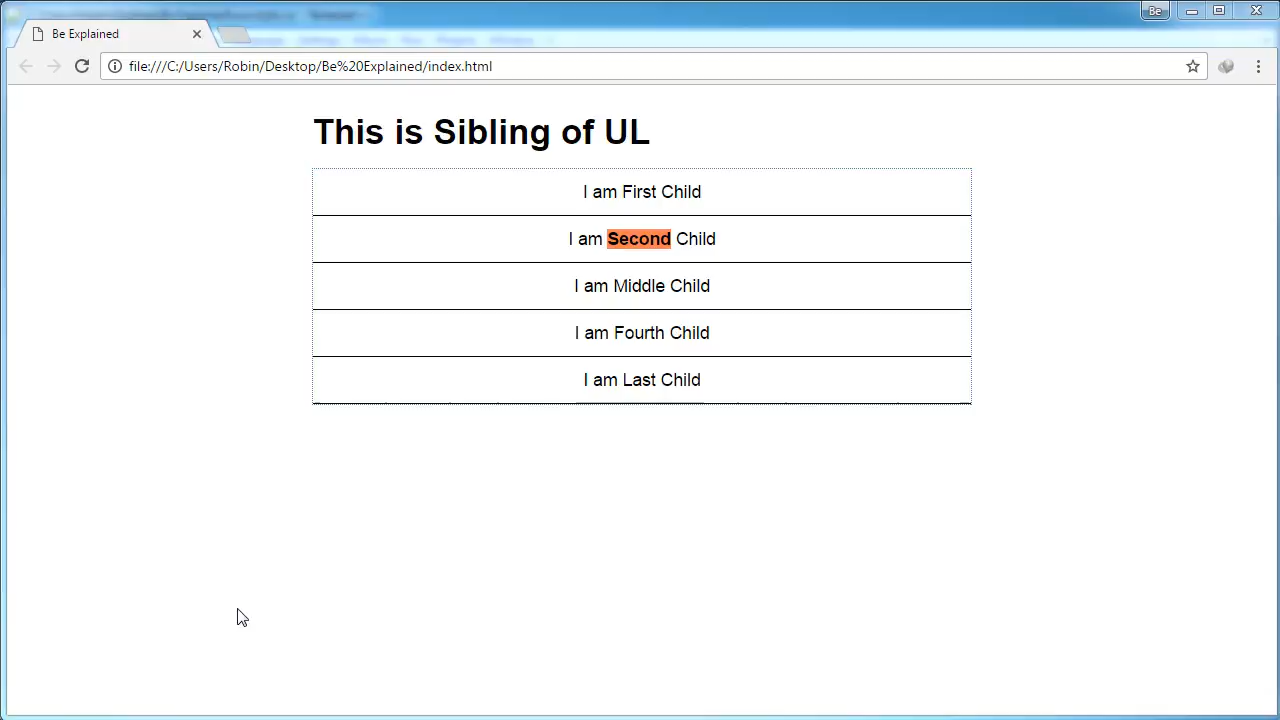 Be
Be Explained
file:///C:/Users/Robin/Desktop/Be%20Explained/index.html
This is Sibling of UL
I am First Child
I am Second Child
I am Middle Child
I am Fourth Child
I am Last Child